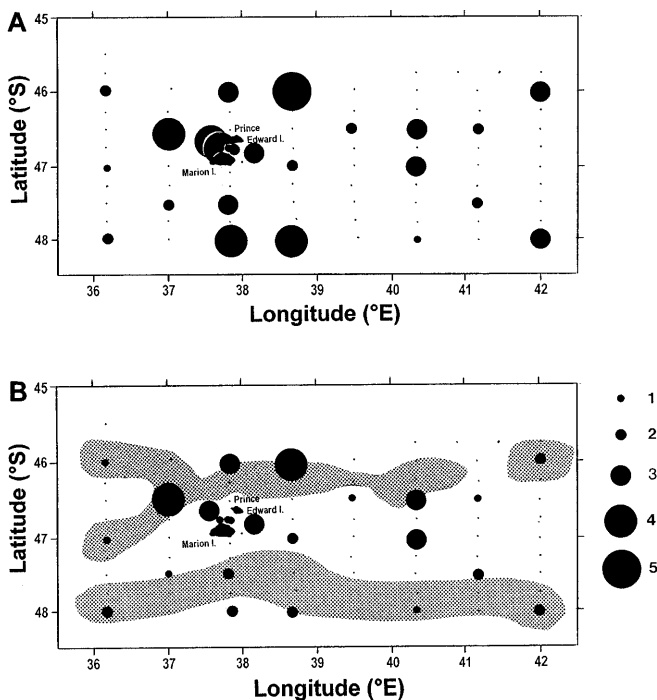 A
45
46
47
48
Latitude (°S)
Prince
Edward I.
Marion I.
36 37 38 39 40 41 42
Longitude (°E)
B
45
46
47
48
Latitude (°S)
Prince
Edward I.
Marion I.
36 37 38 39 40 41 42
Longitude (°E)
1
2
3
4
5